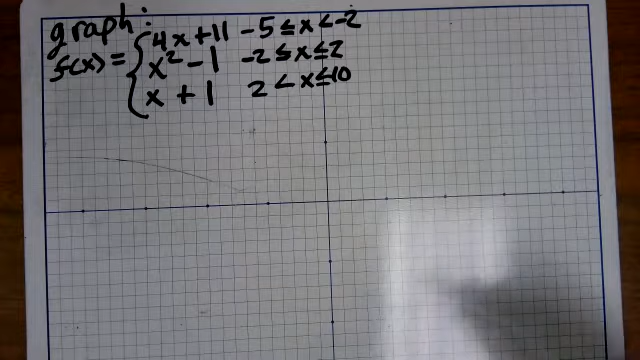 graph:
f(x) = { 4x+11 -5 ≤ x < -2
x² - 1 -2 ≤ x ≤ 2
x + 1 2 < x ≤ 10